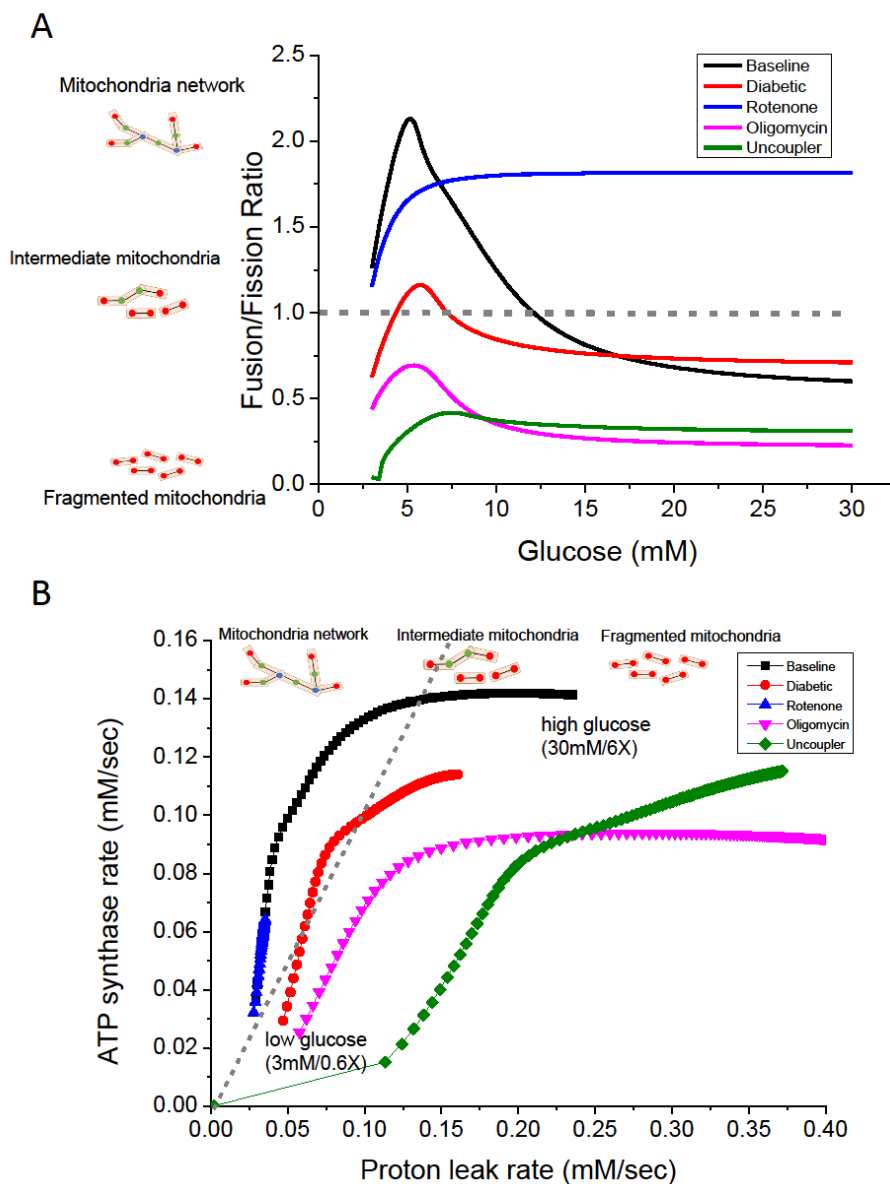 A
Mitochondria network
Intermediate mitochondria
Fragmented mitochondria
Fusion/Fission Ratio
2.5
2.0
1.5
1.0
0.5
0.0
0 5 10 15 20 25 30
Glucose (mM)
Baseline
Diabetic
Rotenone
Oligomycin
Uncoupler
B
Mitochondria network Intermediate mitochondria Fragmented mitochondria
ATP synthase rate (mM/sec)
0.16
0.14
0.12
0.10
0.08
0.06
0.04
0.02
0.00
Baseline
Diabetic
Rotenone
Oligomycin
Uncoupler
high glucose
(30mM/6X)
low glucose
(3mM/0.6X)
0.00 0.05 0.10 0.15 0.20 0.25 0.30 0.35 0.40
Proton leak rate (mM/sec)